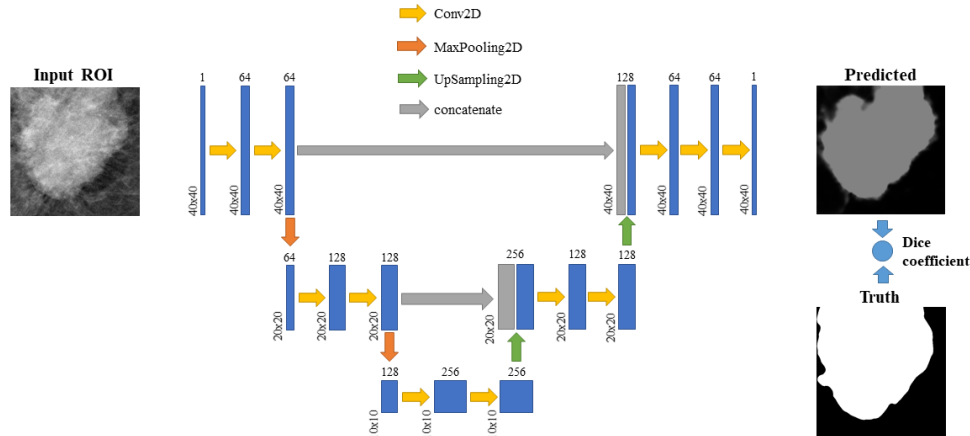 Conv2D
MaxPooling2D
UpSampling2D
concatenate
Input ROI
1
64
64
128
64
64
1
Predicted
40x40
40x40
40x40
40x40
40x40
40x40
40x40
Dice
coefficient
Truth
64
128
128
256
128
128
20x20
20x20
20x20
20x20
20x20
20x20
128
256
256
0x10
0x10
0x10